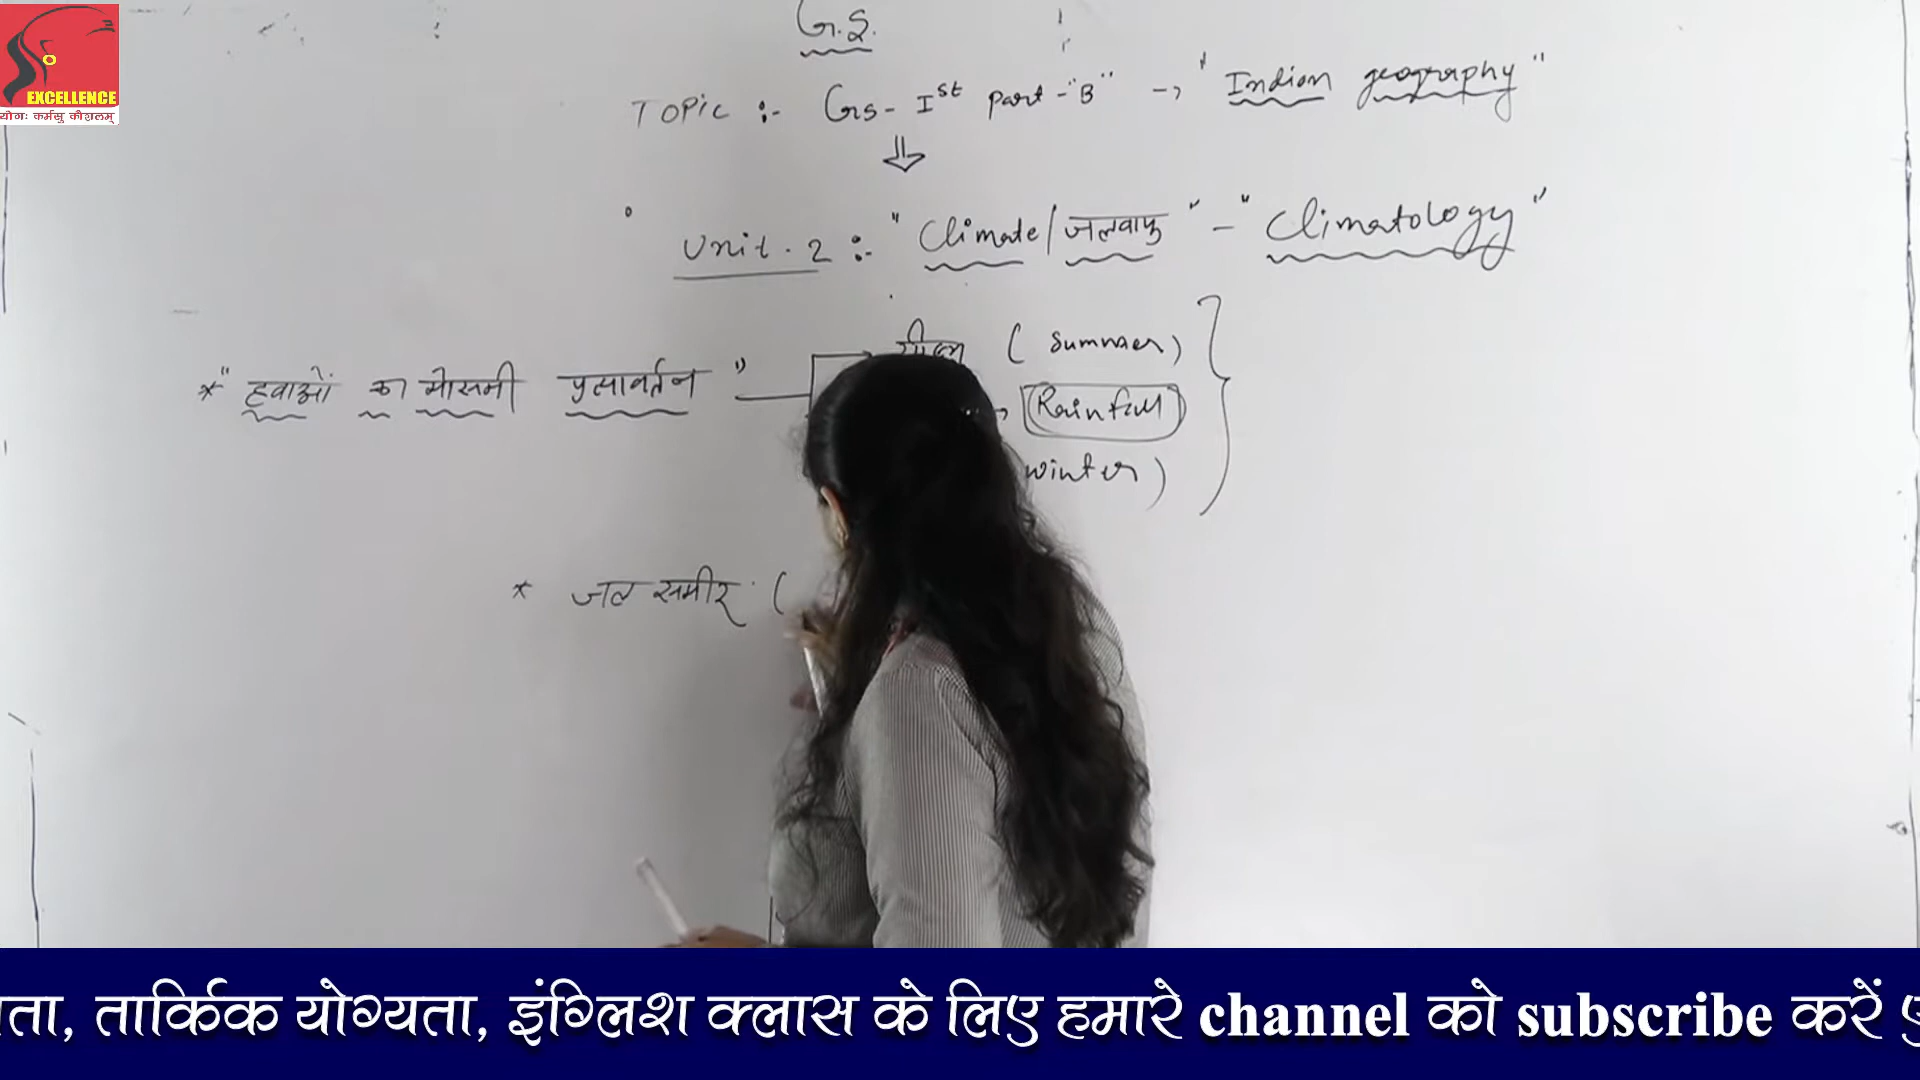 EXCELLENCE
योगः कर्मसु कौशलम्
G.S.
TOPIC :- GS - Ist part - "B" → "Indian geography"
Unit - 2 :- "Climate/जलवायु" - "Climatology"
( Summer )
* "हवाओं का मौसमी प्रत्यावर्तन"
Rainfall
winter )
* जल समीर (
ता, तार्किक योग्यता, इंग्लिश क्लास के लिए हमारे channel को subscribe करें